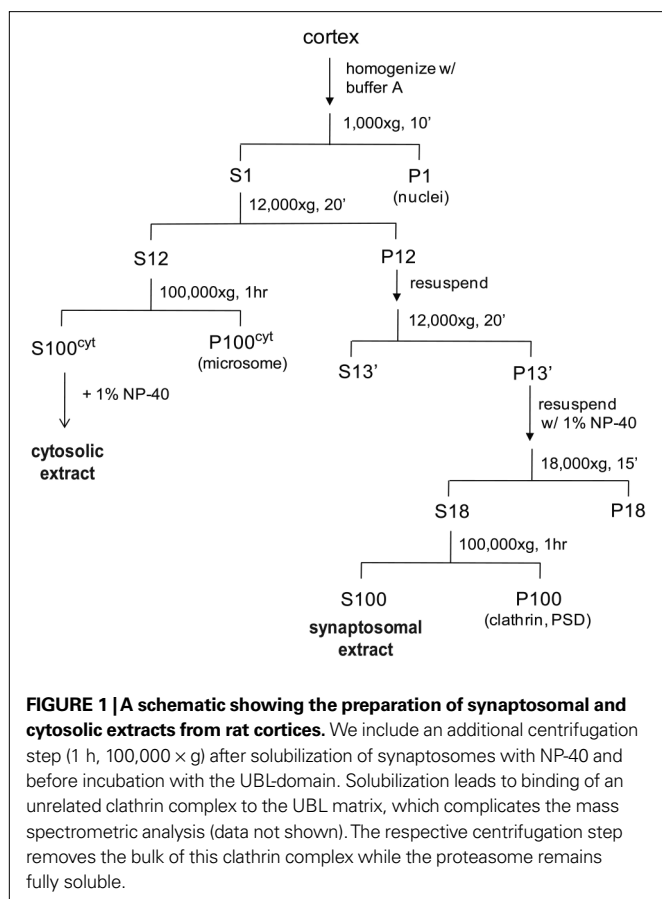 cortex
homogenize w/
buffer A
1,000xg, 10'
S1
P1
(nuclei)
12,000xg, 20'
S12
P12
resuspend
100,000xg, 1hr
12,000xg, 20'
S100cyt
P100cyt
(microsome)
S13'
P13'
+ 1% NP-40
resuspend
w/ 1% NP-40
cytosolic
extract
18,000xg, 15'
S18
P18
100,000xg, 1hr
S100
P100
(clathrin, PSD)
synaptosomal
extract
FIGURE 1 | A schematic showing the preparation of synaptosomal and
cytosolic extracts from rat cortices. We include an additional centrifugation
step (1 h, 100,000 × g) after solubilization of synaptosomes with NP-40 and
before incubation with the UBL-domain. Solubilization leads to binding of an
unrelated clathrin complex to the UBL matrix, which complicates the mass
spectrometric analysis (data not shown). The respective centrifugation step
removes the bulk of this clathrin complex while the proteasome remains
fully soluble.